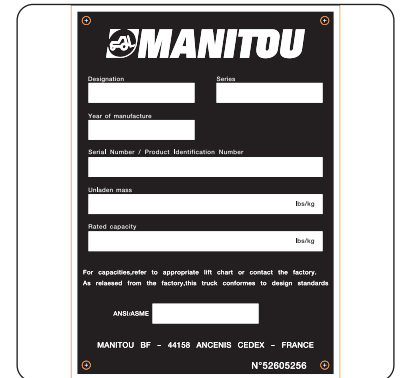 MANITOU
Designation Series
Year of manufacture
Serial Number / Product Identification Number
Unladen mass
lbs/kg
Rated capacity
lbs/kg
For capacities,refer to appropriate lift chart or contact the factory.
As relaesed from the factory,this truck conformes to design standards
ANSI/ASME
MANITOU BF - 44158 ANCENIS CEDEX - FRANCE
N°52605256